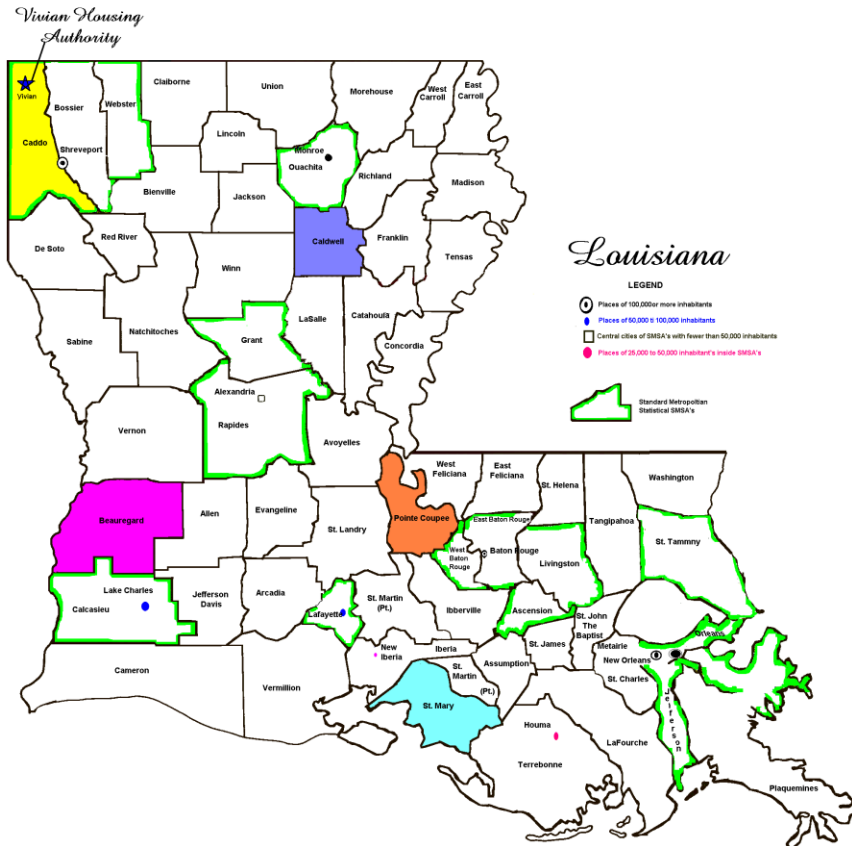 Vivian Housing
Authority
Vivian
Claiborne
Union
Morehouse
West
Carroll
East
Carroll
Bossier
Webster
Caddo
Shreveport
Lincoln
Monroe
Ouachita
Richland
Madison
Bienville
Jackson
De Soto
Red River
Winn
Caldwell
Franklin
Tensas
Louisiana
LEGEND
Places of 100,000or more inhabitants
Places of 50,000 ti 100,000 inhabitants
Central cities of SMSA's with fewer than 50,000 inhabitants
Places of 25,000 to 50,000 inhabitant's inside SMSA's
Standard Metropoltian
Statistical SMSA's
Sabine
Natchitoches
Grant
LaSalle
Catahoula
Concordia
Alexandria
Rapides
Vernon
Avoyelles
West
Feliciana
East
Feliciana
St. Helena
Washington
Beauregard
Allen
Evangeline
St. Landry
Pointe Coupee
East Baton Rouge
West
Baton
Rouge
Baton Rouge
Livingston
Tangipahoa
St. Tammny
Lake Charles
Calcasieu
Jefferson
Davis
Arcadia
Lafayette
St. Martin
(Pt.)
Ibberville
Ascension
St. John
The
Baptist
Orleans
Cameron
Vermillion
New
Iberia
Iberia
St.
Martin
(Pt.)
Assumption
St. James
Metairie
New Orleans
St. Charles
Jefferson
St. Mary
Houma
Terrebonne
LaFourche
Plaquemines